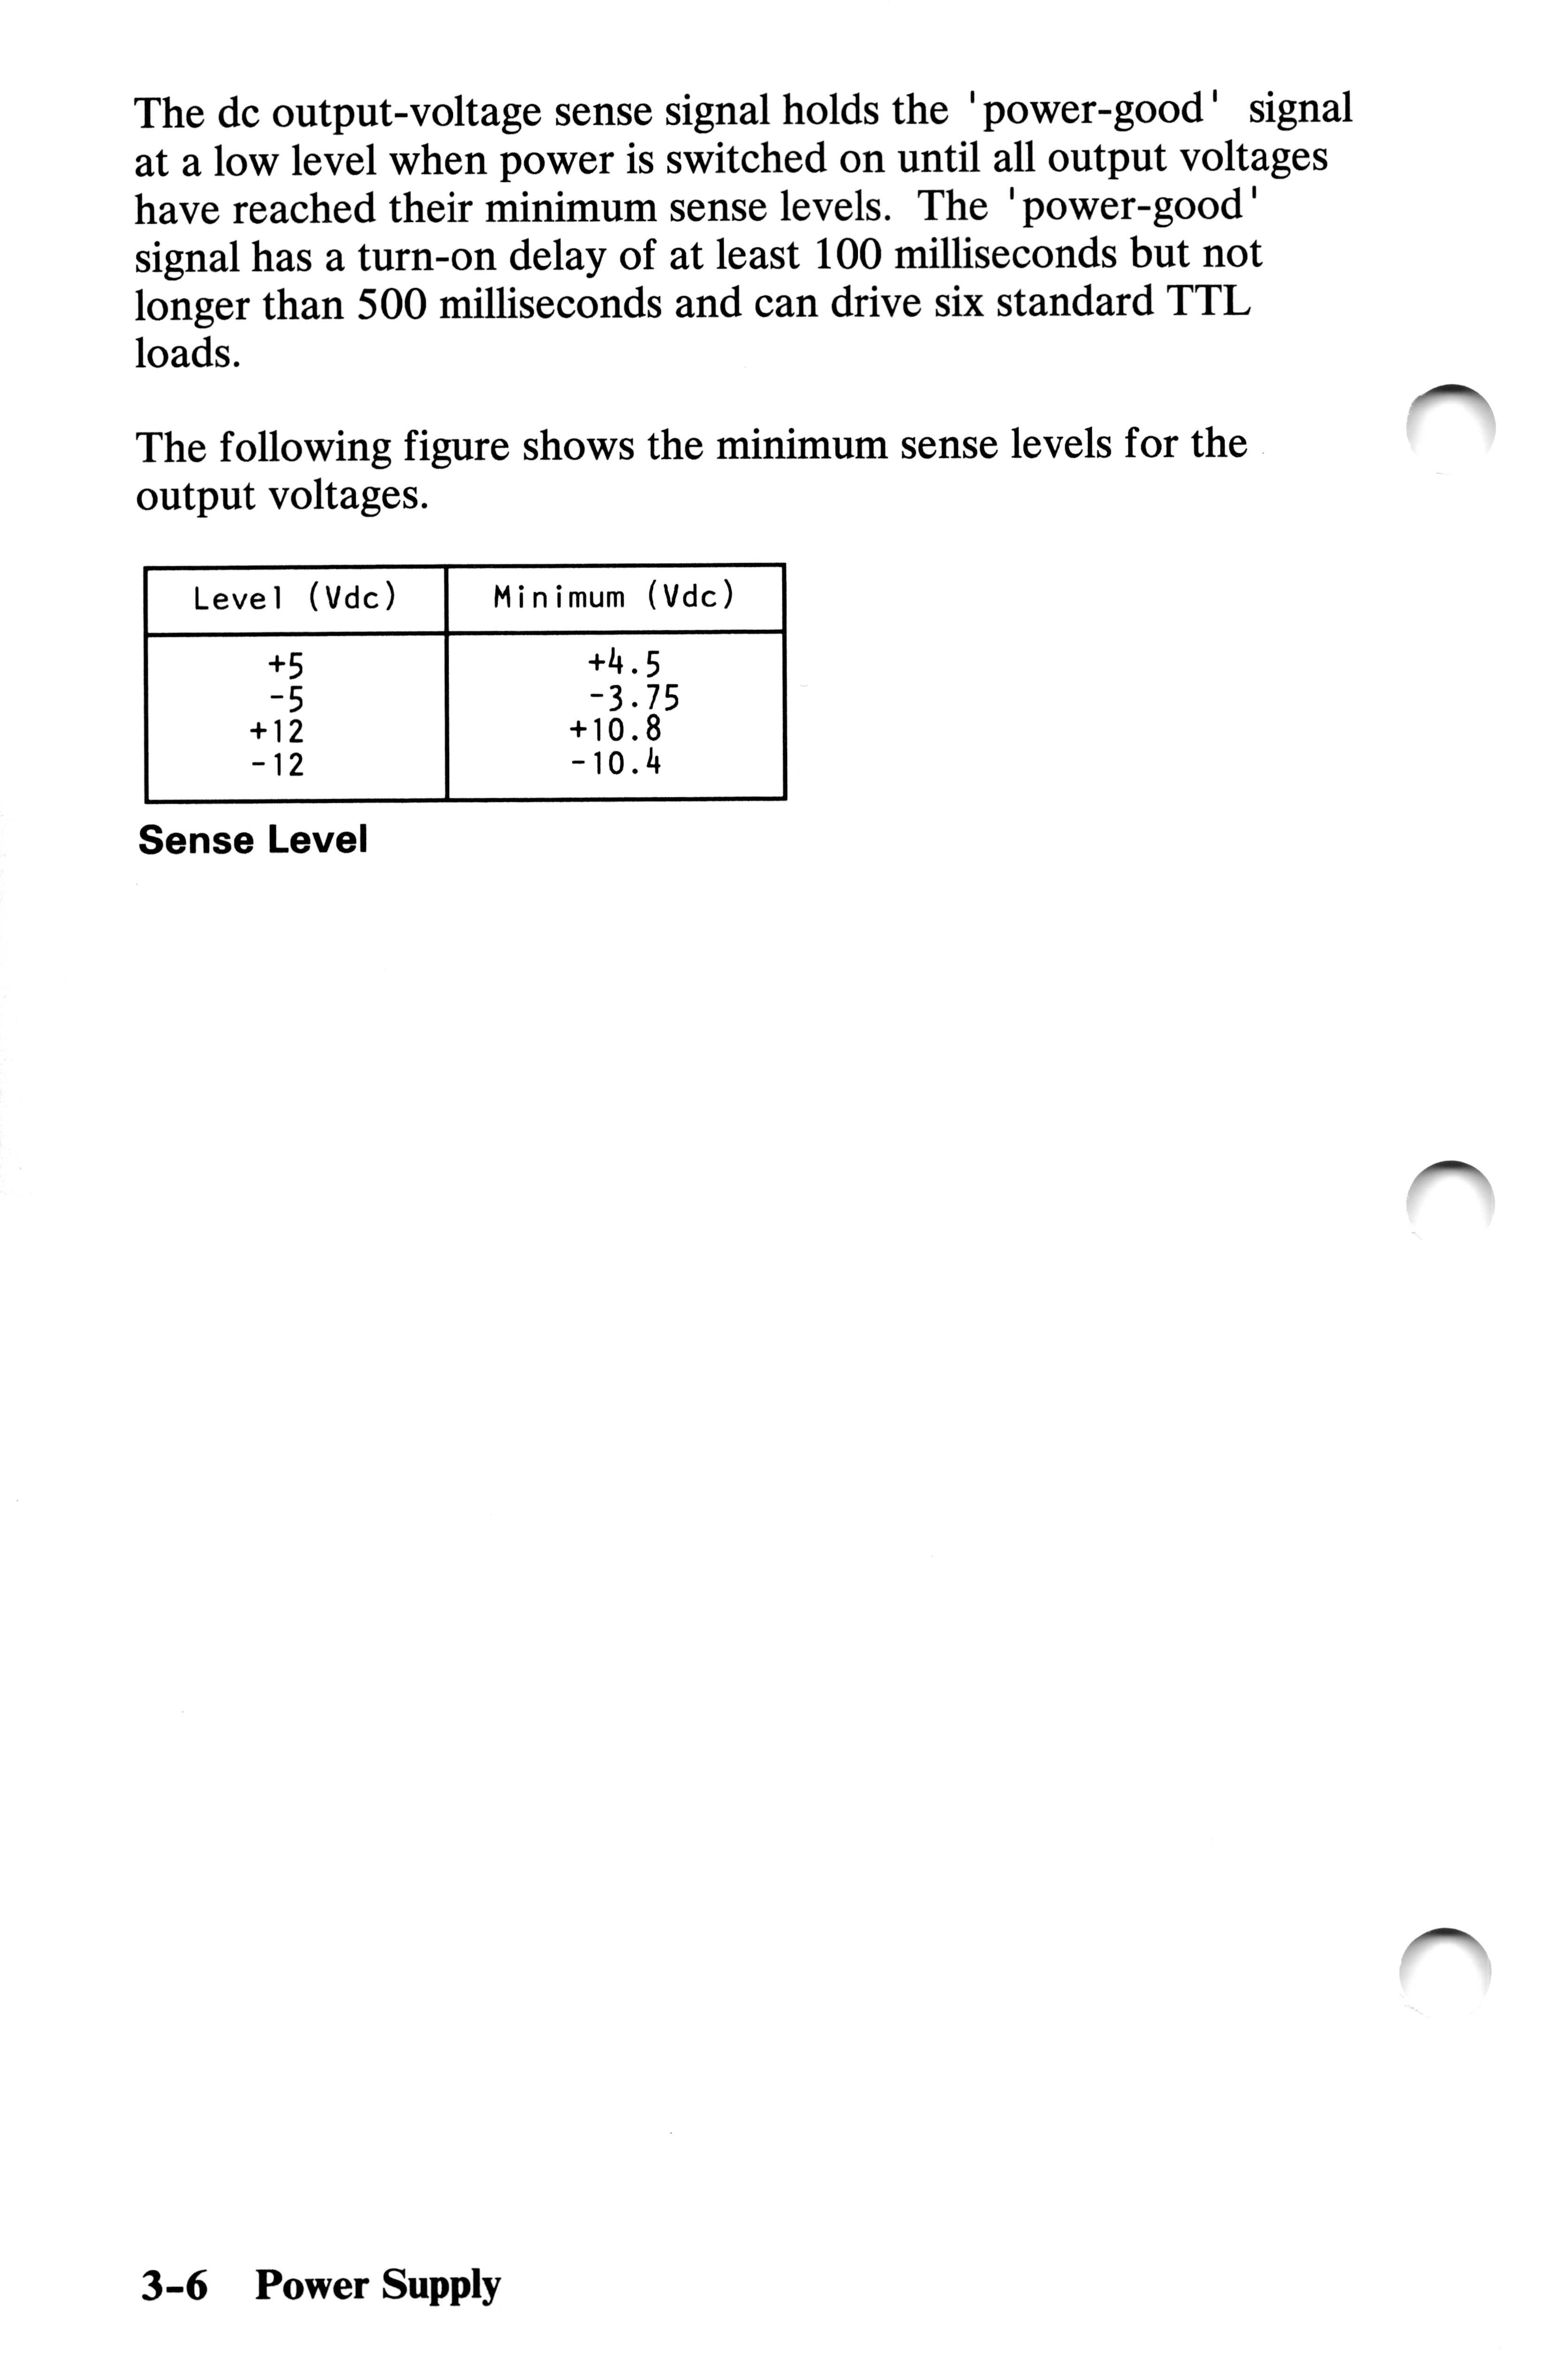 The dc output-voltage sense signal holds the 'power-good' signal
at a low level when power is switched on until all output voltages
have reached their minimum sense levels. The 'power-good'
signal has a turn-on delay of at least 100 milliseconds but not
longer than 500 milliseconds and can drive six standard TTL
loads.
The following figure shows the minimum sense levels for the
output voltages.
Level (Vdc) Minimum (Vdc)
+5 +4.5
-5 -3.75
+12 +10.8
-12 -10.4
Sense Level
3-6 Power Supply